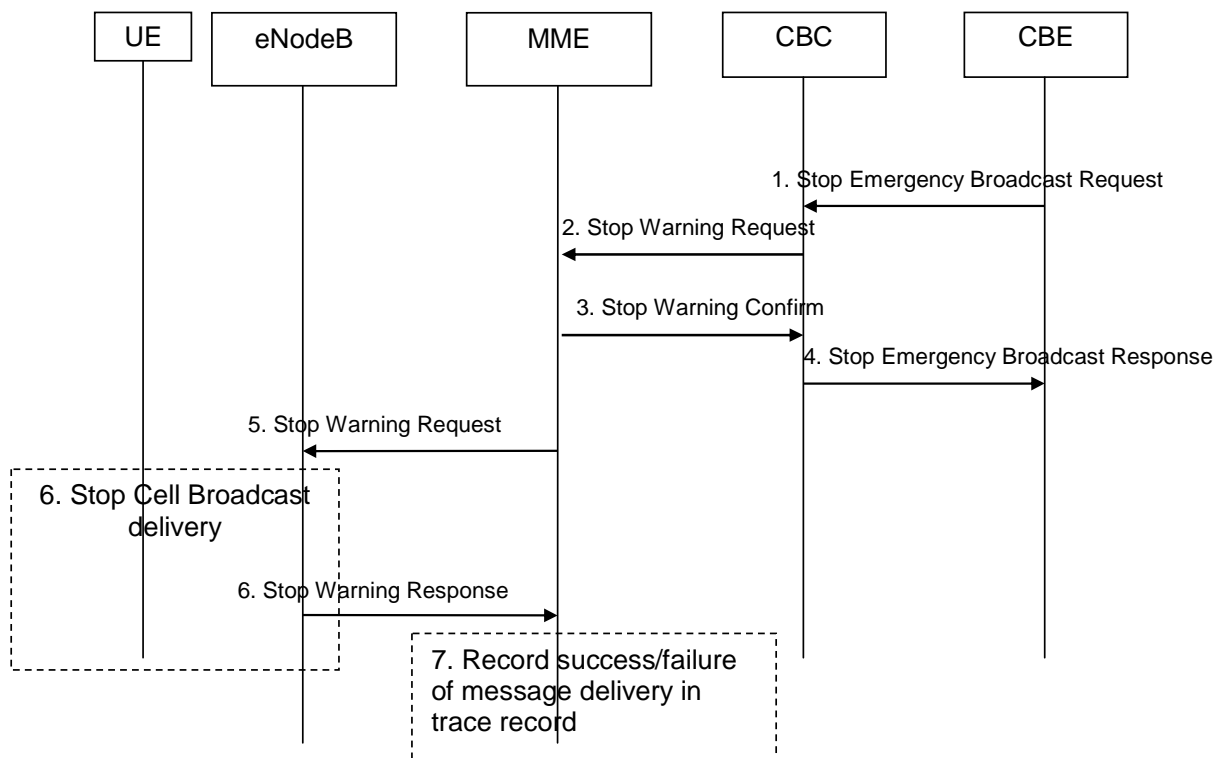 UE
eNodeB
MME
CBC
CBE
1. Stop Emergency Broadcast Request
2. Stop Warning Request
3. Stop Warning Confirm
4. Stop Emergency Broadcast Response
5. Stop Warning Request
6. Stop Cell Broadcast
delivery
6. Stop Warning Response
7. Record success/failure
of message delivery in
trace record